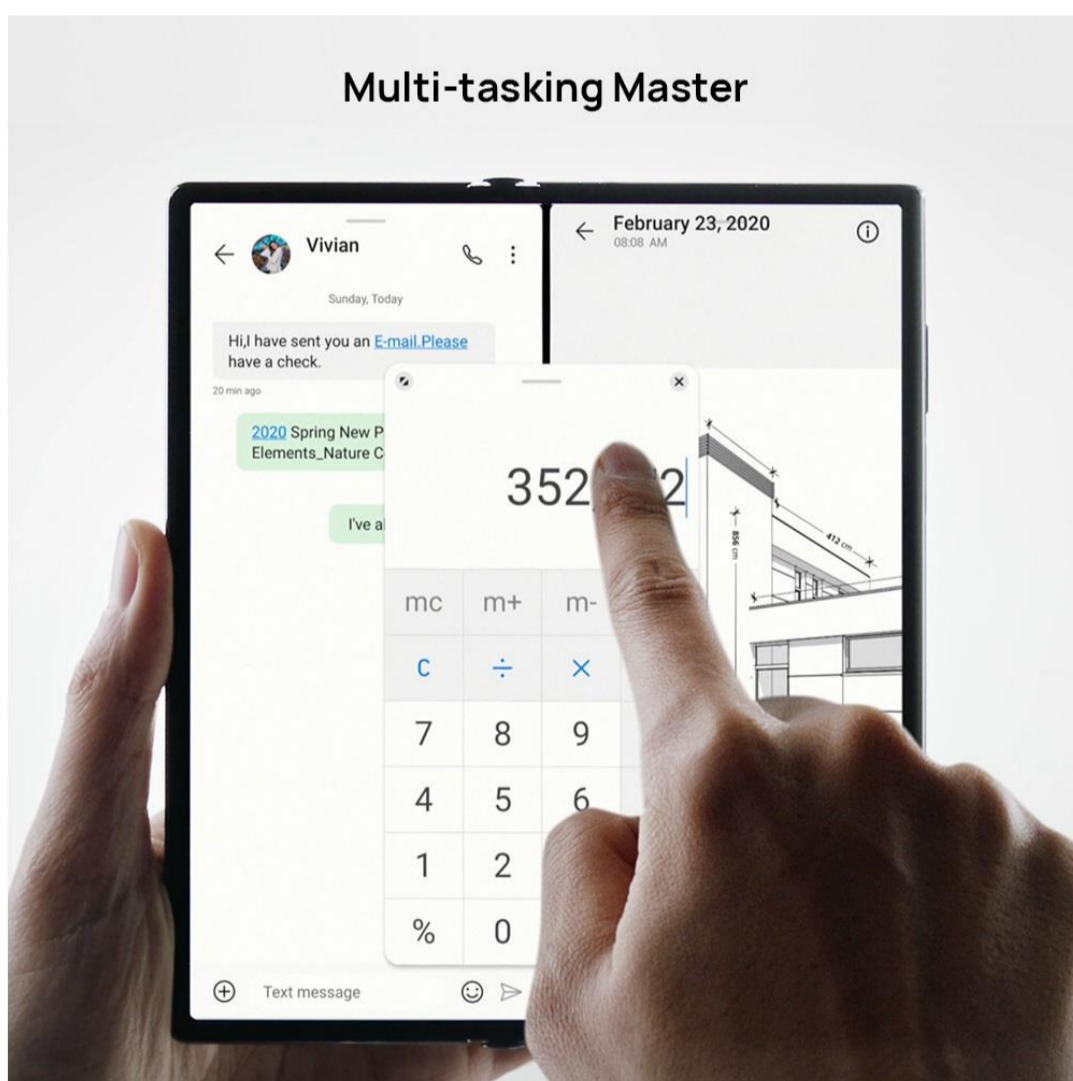 Multi-tasking Master
Vivian
Sunday, Today
Hi,I have sent you an E-mail.Please
have a check.
20 min ago
2020 Spring New
Elements_Nature
I've
February 23, 2020
08:08 AM
856 cm
412 cm
mc m+ m-
C ÷ ×
7 8 9
4 5 6
1 2
% 0
Text message